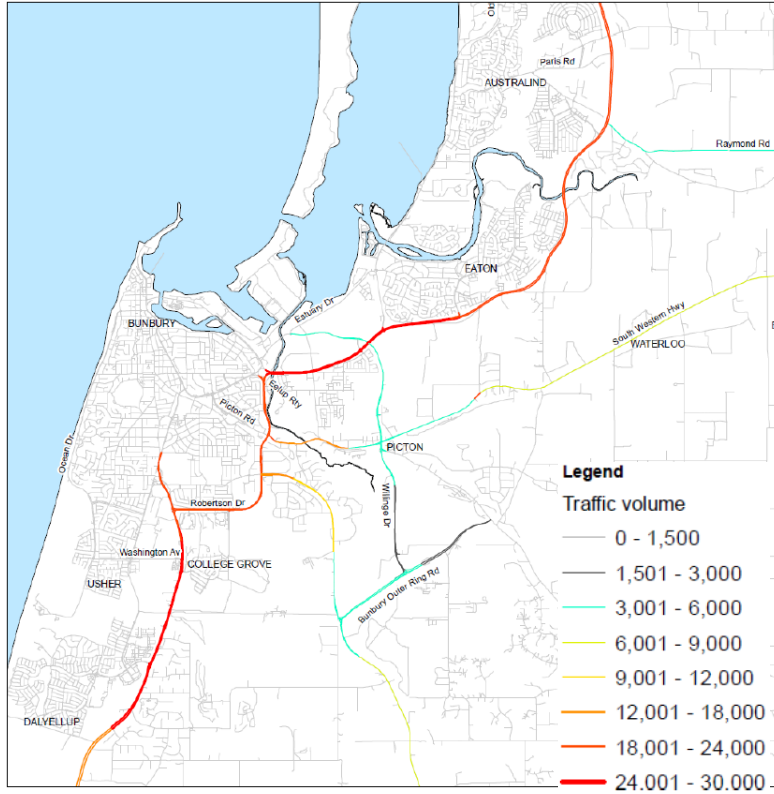 Paris Rd
AUSTRALIND
Raymond Rd
EATON
Estuary Dr
BUNBURY
South Western Hwy
WATERLOO
Eelup Rty
Picton Rd
Ocean Dr
PICTON
Legend
Traffic volume
Willinge Dr
Robertson Dr
0 - 1,500
Washington Av
COLLEGE GROVE
1,501 - 3,000
USHER
Bunbury Outer Ring Rd
3,001 - 6,000
6,001 - 9,000
9,001 - 12,000
DALYELLUP
12,001 - 18,000
18,001 - 24,000
24.001 - 30.000